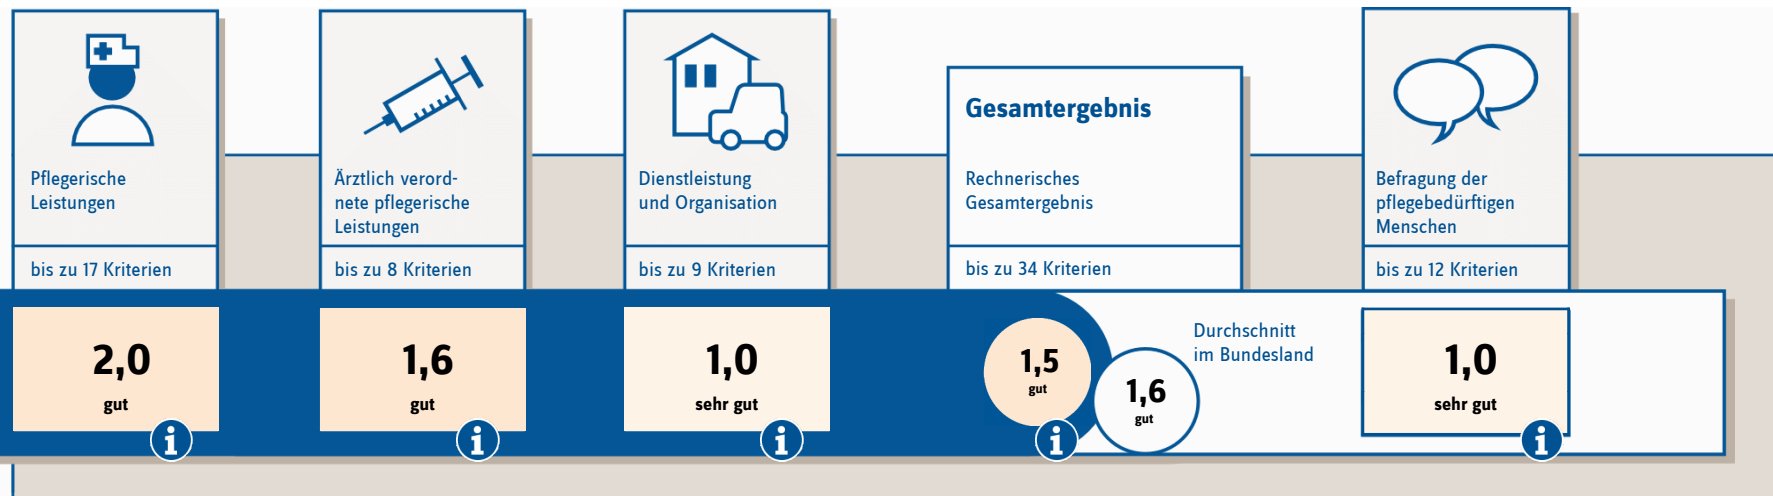 Pflegerische
Leistungen
bis zu 17 Kriterien
2,0
gut
i
Ärztlich verord-
nete pflegerische
Leistungen
bis zu 8 Kriterien
1,6
gut
i
Dienstleistung
und Organisation
bis zu 9 Kriterien
1,0
sehr gut
i
Gesamtergebnis
Rechnerisches
Gesamtergebnis
bis zu 34 Kriterien
1,5
gut
i
1,6
gut
Durchschnitt
im Bundesland
Befragung der
pflegebedürftigen
Menschen
bis zu 12 Kriterien
1,0
sehr gut
i